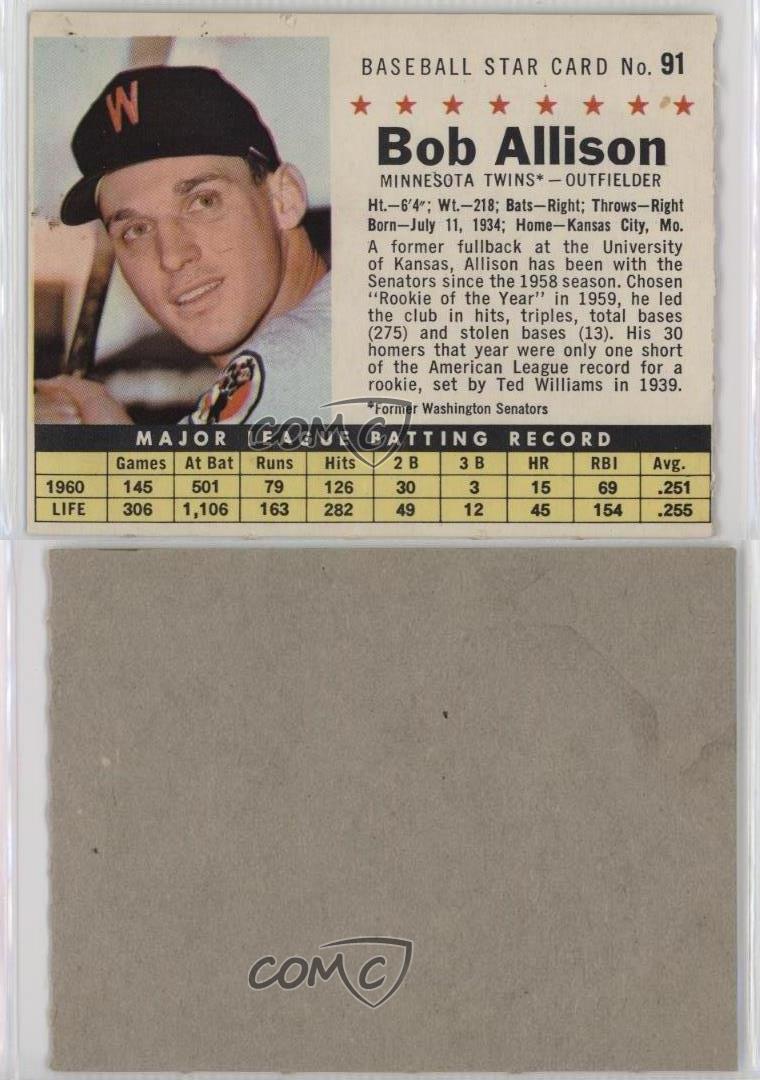 W
BASEBALL STAR CARD No. 91
Bob Allison
MINNESOTA TWINS*—OUTFIELDER
Ht.—6'4"; Wt.—218; Bats—Right; Throws—Right
Born—July 11, 1934; Home—Kansas City, Mo.
A former fullback at the University
of Kansas, Allison has been with the
Senators since the 1958 season. Chosen
"Rookie of the Year" in 1959, he led
the club in hits, triples, total bases
(275) and stolen bases (13). His 30
homers that year were only one short
of the American League record for a
rookie, set by Ted Williams in 1939.
*Former Washington Senators
MAJOR LEAGUE BATTING RECORD
Games At Bat Runs Hits 2 B 3 B HR RBI Avg.
1960 145 501 79 126 30 3 15 69 .251
LIFE 306 1,106 163 282 49 12 45 154 .255
COMC
COMC